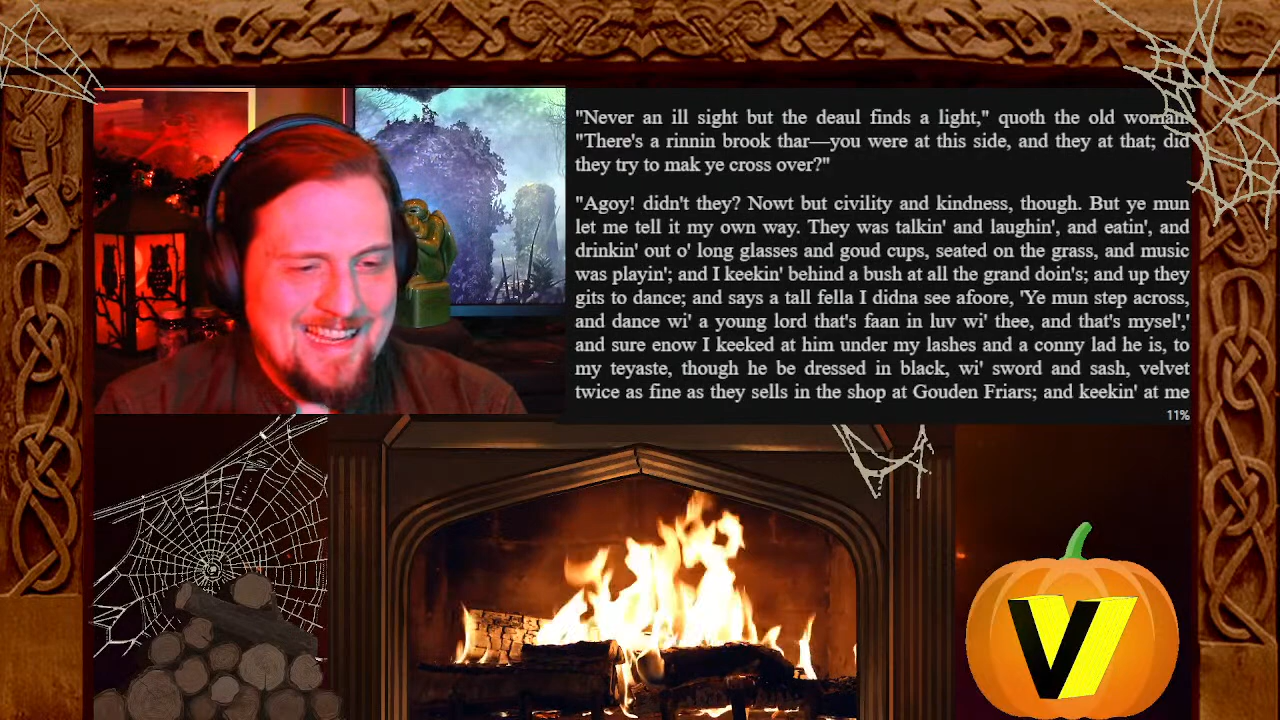 "Never an ill sight but the deaul finds a light," quoth the old woman.
"There's a rinnin brook thar—you were at this side, and they at that; did
they try to mak ye cross over?"
"Agoy! didn't they? Nowt but civility and kindness, though. But ye mun
let me tell it my own way. They was talkin' and laughin', and eatin', and
drinkin' out o' long glasses and goud cups, seated on the grass, and music
was playin'; and I keekin' behind a bush at all the grand doin's; and up they
gits to dance; and says a tall fella I didna see afoore, 'Ye mun step across,
and dance wi' a young lord that's faan in luv wi' thee, and that's mysel','
and sure enow I keeked at him under my lashes and a conny lad he is, to
my teyaste, though he be dressed in black, wi' sword and sash, velvet
twice as fine as they sells in the shop at Gouden Friars; and keekin' at me
11%
V